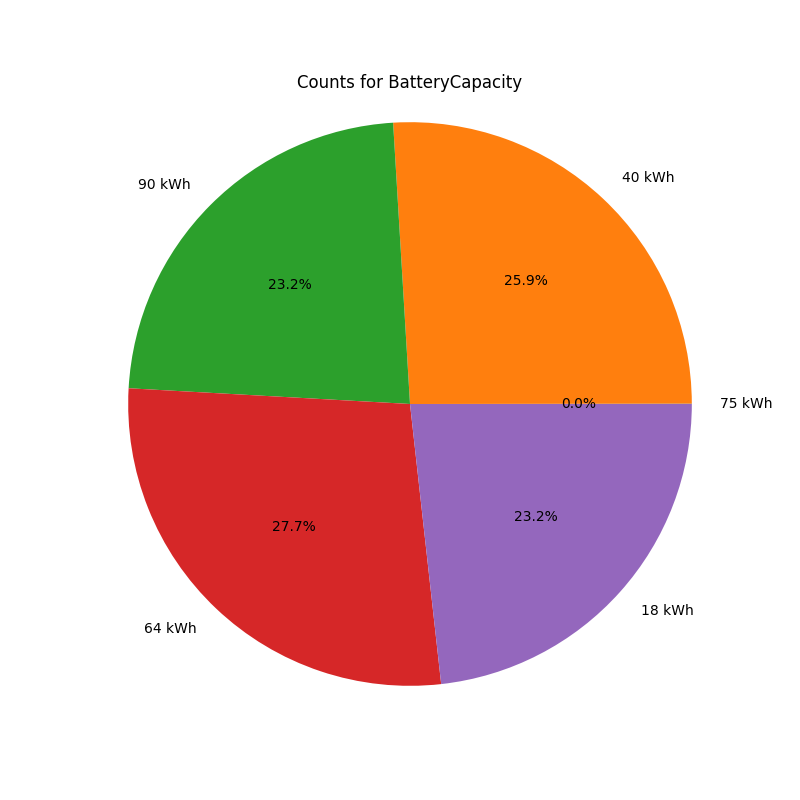 Counts for BatteryCapacity
40 kWh
90 kWh
25.9%
23.2%
0.0%
75 kWh
23.2%
27.7%
18 kWh
64 kWh